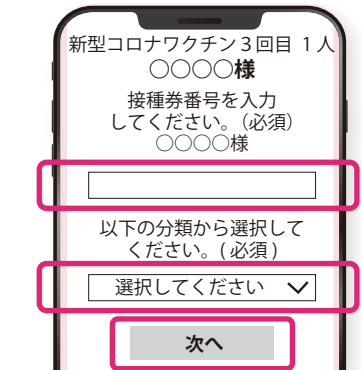 新型コロナワクチン３回目 １人
○○○○様
接種券番号を入力
してください。（必須）
○○○○様
以下の分類から選択して
ください。( 必須 )
選択してください
次へ